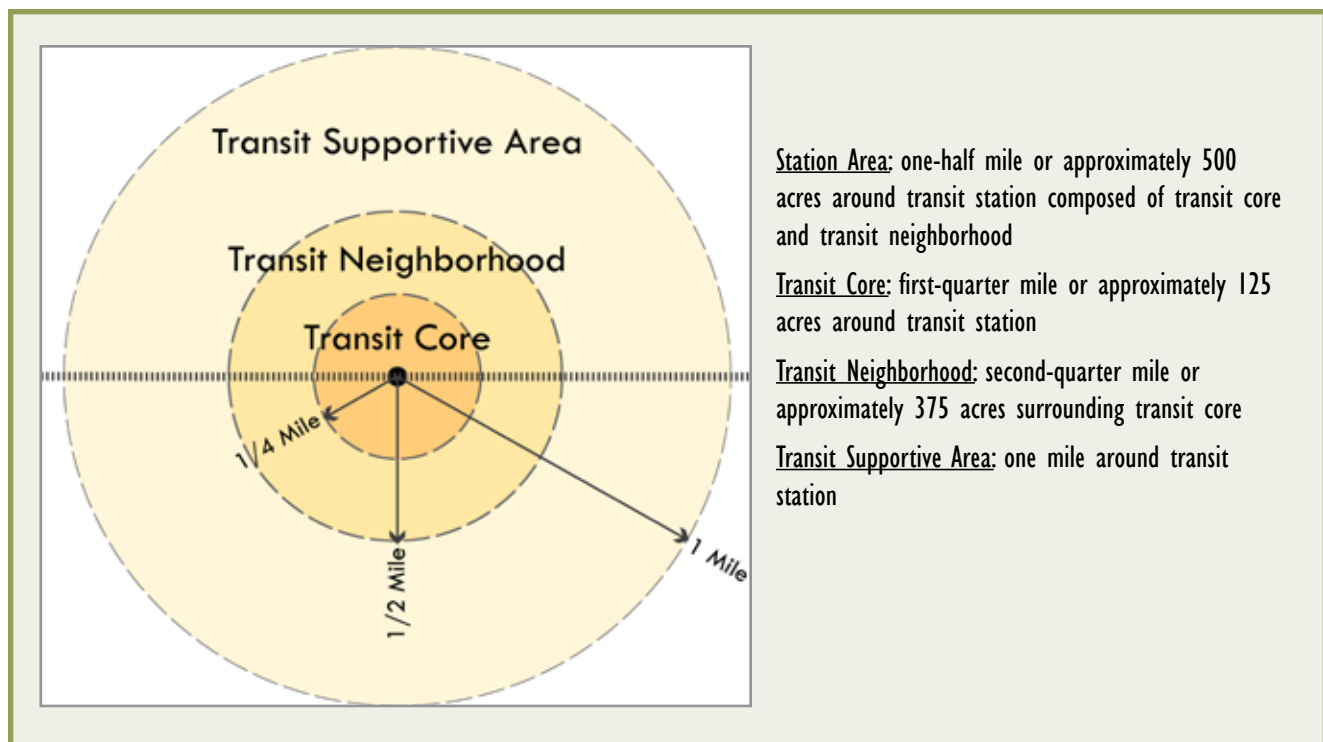 Transit Supportive Area
Transit Neighborhood
Transit Core
1/4 Mile
1/2 Mile
1 Mile
Station Area: one-half mile or approximately 500
acres around transit station composed of transit core
and transit neighborhood
Transit Core: first-quarter mile or approximately 125
acres around transit station
Transit Neighborhood: second-quarter mile or
approximately 375 acres surrounding transit core
Transit Supportive Area: one mile around transit
station